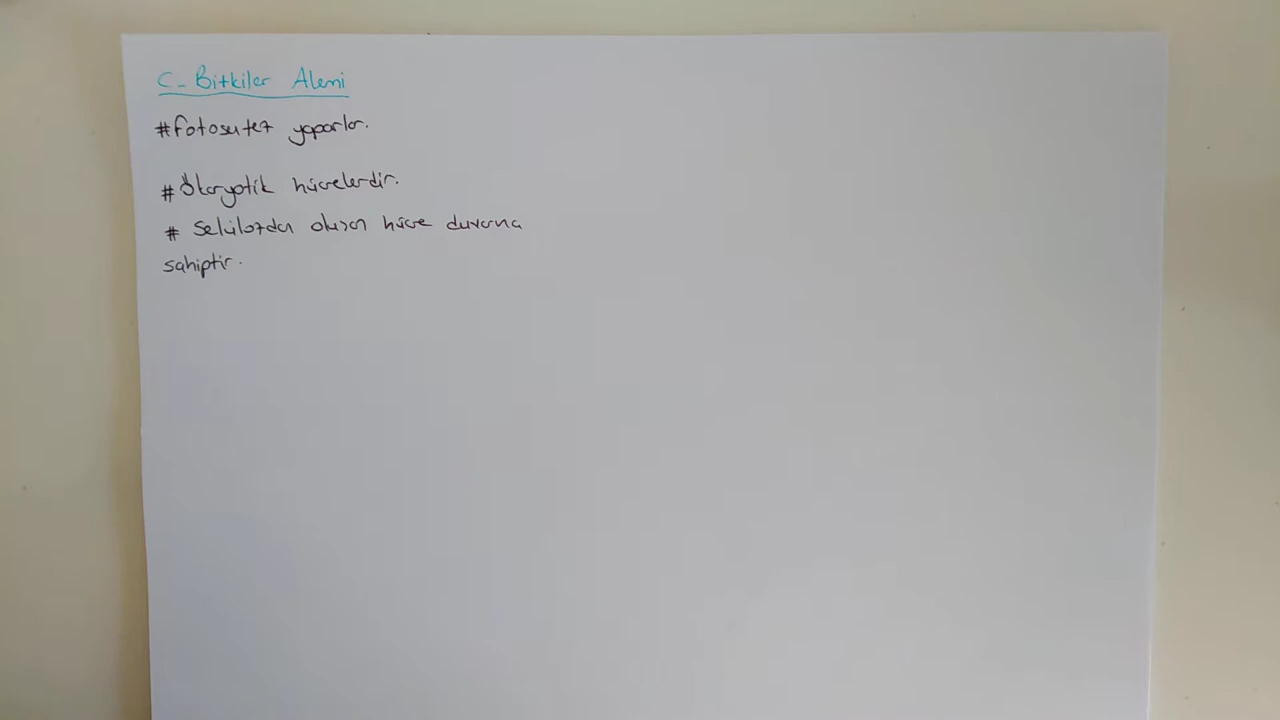 C- Bitkiler Alemi
#fotosentez yaparlar.
#Ökaryotik hücrelerdir.
# Selülozdan oluşan hücre duvarına
sahiptir.